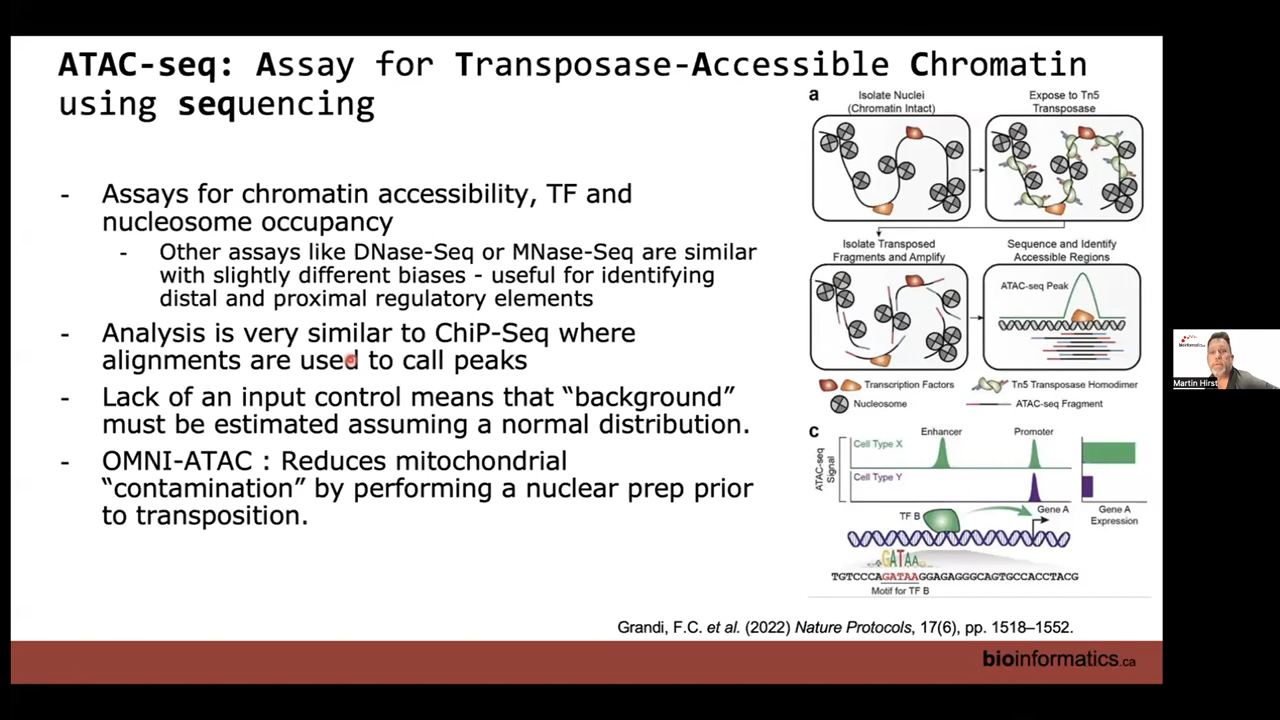 ATAC-seq: Assay for Transposase-Accessible Chromatin
using sequencing
- Assays for chromatin accessibility, TF and
nucleosome occupancy
- Other assays like DNase-Seq or MNase-Seq are similar
with slightly different biases - useful for identifying
distal and proximal regulatory elements
- Analysis is very similar to ChiP-Seq where
alignments are used to call peaks
- Lack of an input control means that “background”
must be estimated assuming a normal distribution.
- OMNI-ATAC : Reduces mitochondrial
“contamination” by performing a nuclear prep prior
to transposition.
a
Isolate Nuclei
(Chromatin Intact)
Expose to Tn5
Transposase
Isolate Transposed
Fragments and Amplify
Sequence and Identify
Accessible Regions
ATAC-seq Peak
Transcription Factors
Tn5 Transposase Homodimer
Nucleosome
ATAC-seq Fragment
c
Enhancer
Promoter
ATAC-seq
Signal
Cell Type X
Cell Type Y
TF B
Gene A
Gene A
Expression
GATAA
TGTCCCAGATAAGGAGAGGGCAGTGCCACCTACG
Motif for TF B
Grandi, F.C. et al. (2022) Nature Protocols, 17(6), pp. 1518–1552.
bioinformatics.ca
Martin Hirst